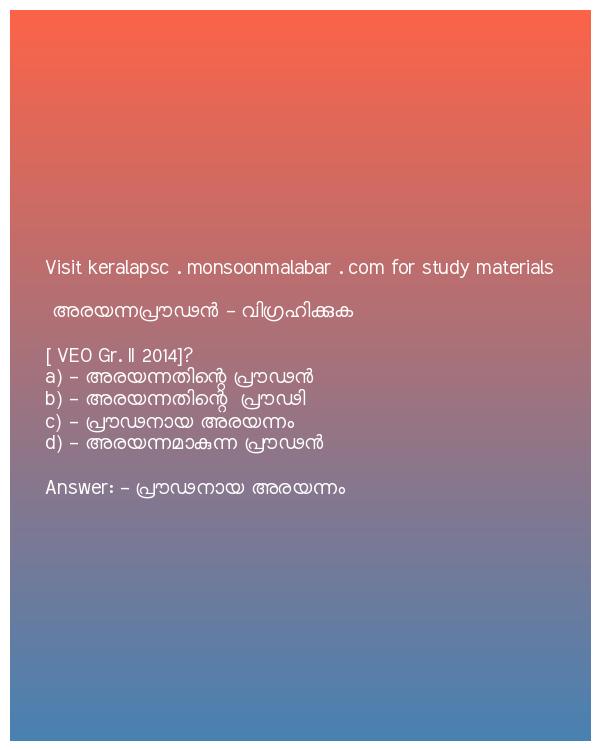 Visit keralapsc . monsoonmalabar . com for study materials
അരയന്നപ്രൗഢൻ – വിഗ്രഹിക്കുക
[ VEO Gr. II 2014]?
a) – അരയന്നതിന്റെ പ്രൗഢൻ
b) – അരയന്നതിന്റെ പ്രൗഢി
c) – പ്രൗഢനായ അരയന്നം
d) – അരയന്നമാകുന്ന പ്രൗഢൻ
Answer: – പ്രൗഢനായ അരയന്നം